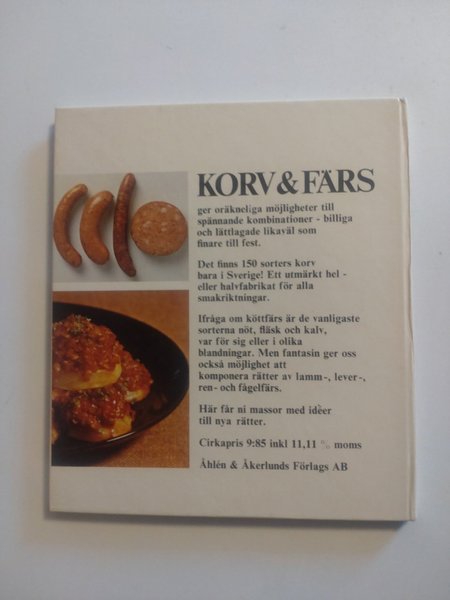 KORV & FÄRS
ger oräkneliga möjligheter till
spännande kombinationer - billiga
och lättlagade likaväl som
finare till fest.
Det finns 150 sorters korv
bara i Sverige! Ett utmärkt hel -
eller halvfabrikat för alla
smakriktningar.
Ifråga om köttfärs är de vanligaste
sorterna nöt, fläsk och kalv,
var för sig eller i olika
blandningar. Men fantasin ger oss
också möjlighet att
komponera rätter av lamm-, lever-,
ren- och fågelfärs.
Här får ni massor med idèer
till nya rätter.
Cirkapris 9:85 inkl 11,11 % moms
Åhlén & Åkerlunds Förlags AB